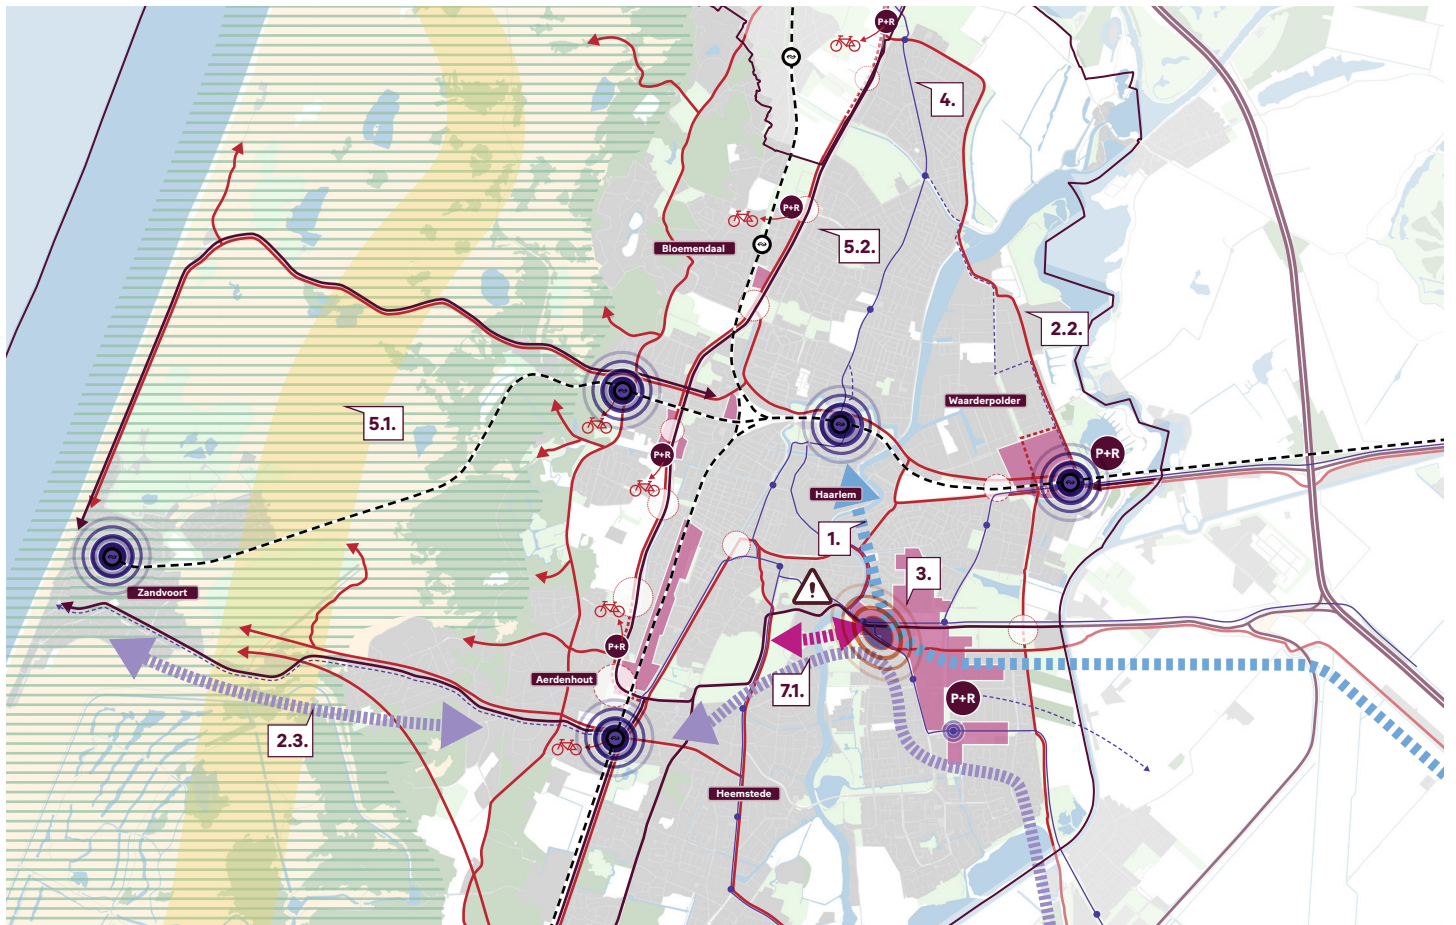 P+R
4.
P+R
5.2.
Bloemendaal
2.2.
Waarderpolder
5.1.
P+R
P+R
Haarlem
1.
3.
Zandvoort
!
P+R
Aerdenhout
7.1.
P+R
2.3.
Heemstede